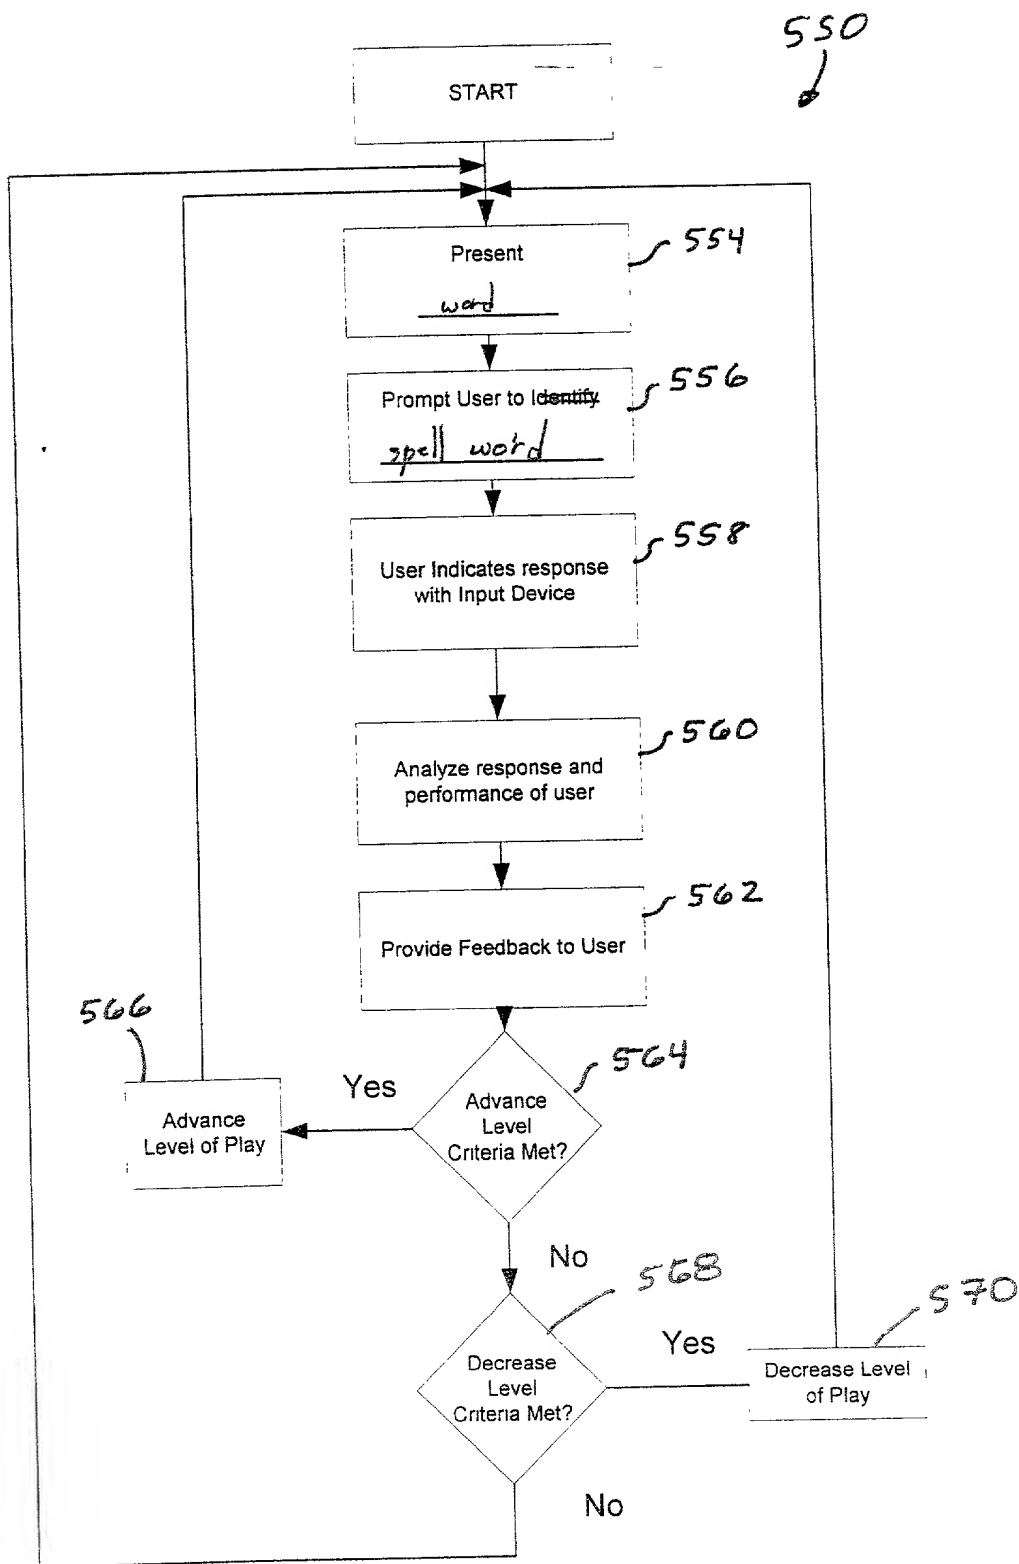 550
START
Present
word
554
Prompt User to Identify
spell word
556
User Indicates response
with Input Device
558
Analyze response and
performance of user
560
Provide Feedback to User
562
566
Advance
Level of Play
Yes
Advance
Level
Criteria Met?
564
No
568
Decrease
Level
Criteria Met?
Yes
570
Decrease Level
of Play
No